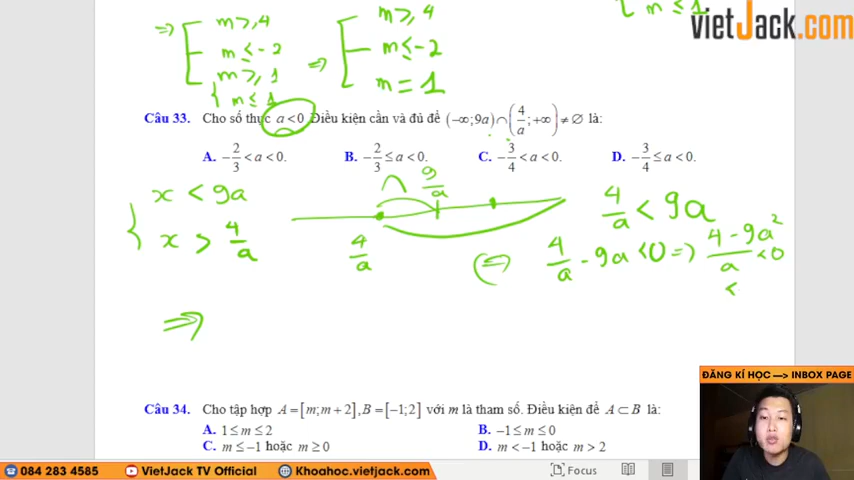 m ≥ 4
m ≤ -2
m ≥ 1
m ≤ 1
⇒
⇒
m ≥ 4
m ≤ -2
m = 1
m ≤ 1
vietJack.com
Câu 33. Cho số thực a < 0. Điều kiện cần và đủ để (-∞; 9a) ∩ (4/a; +∞) ≠ ∅ là:
A. -2/3 < a < 0. B. -2/3 ≤ a < 0. C. -3/4 < a < 0. D. -3/4 ≤ a < 0.
{ x < 9a
x > 4/a
∩ 9/a
4/a
4/a < 9a
⇔ 4/a - 9a < 0 ⇒ (4 - 9a²)/a < 0
<
⇒
Câu 34. Cho tập hợp A = [m; m + 2], B = [-1; 2] với m là tham số. Điều kiện để A ⊂ B là:
A. 1 ≤ m ≤ 2 B. -1 ≤ m ≤ 0
C. m ≤ -1 hoặc m ≥ 0 D. m < -1 hoặc m > 2
ĐĂNG KÍ HỌC —> INBOX PAGE
084 283 4585 VietJack TV Official Khoahoc.vietjack.com
Focus